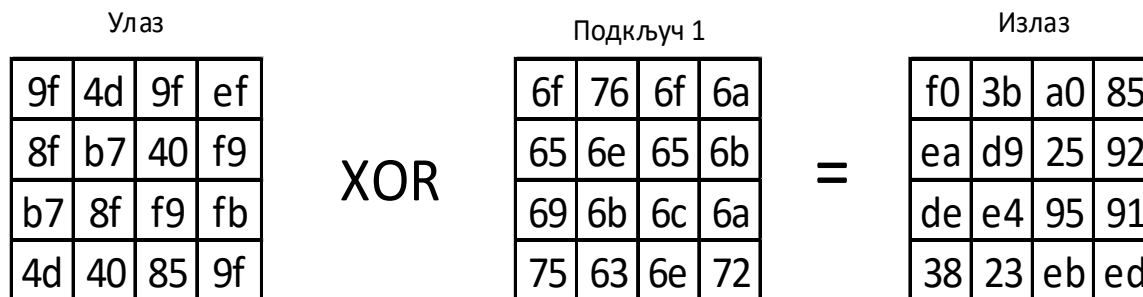 Улаз Подкључ 1 Излаз
9f 4d 9f ef 6f 76 6f 6a f0 3b a0 85
8f b7 40 f9 65 6e 65 6b ea d9 25 92
XOR =
b7 8f f9 fb 69 6b 6c 6a de e4 95 91
4d 40 85 9f 75 63 6e 72 38 23 eb ed